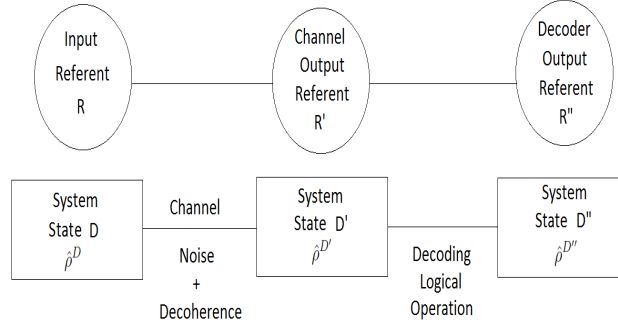 Input
Referent
R
Channel
Output
Referent
R'
Decoder
Output
Referent
R"
System
State D
ρ̂^D
Channel
Noise
+
Decoherence
System
State D'
ρ̂^D'
Decoding
Logical
Operation
System
State D"
ρ̂^D''